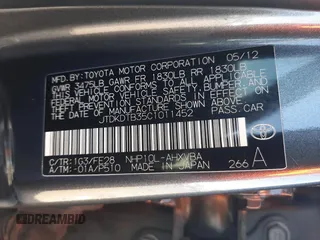 MFD. BY: TOYOTA MOTOR CORPORATION 05/12
GVWR 3475LB GAWR FR 1830LB RR 1830LB
THIS VEHICLE CONFORMS TO ALL APPLICABLE
FEDERAL MOTOR VEHICLE SAFETY, BUMPER, AND
THEFT PREVENTION STANDARDS IN EFFECT ON
THE DATE OF MANUFACTURE SHOWN ABOVE.
JTDKDTB35C1011452 PASS.CAR
C/TR:1G3/FE28 NHP10L-AHXVBA
A/TM:-01A/P510 MADE IN JAPAN 266 A
DREAMBID